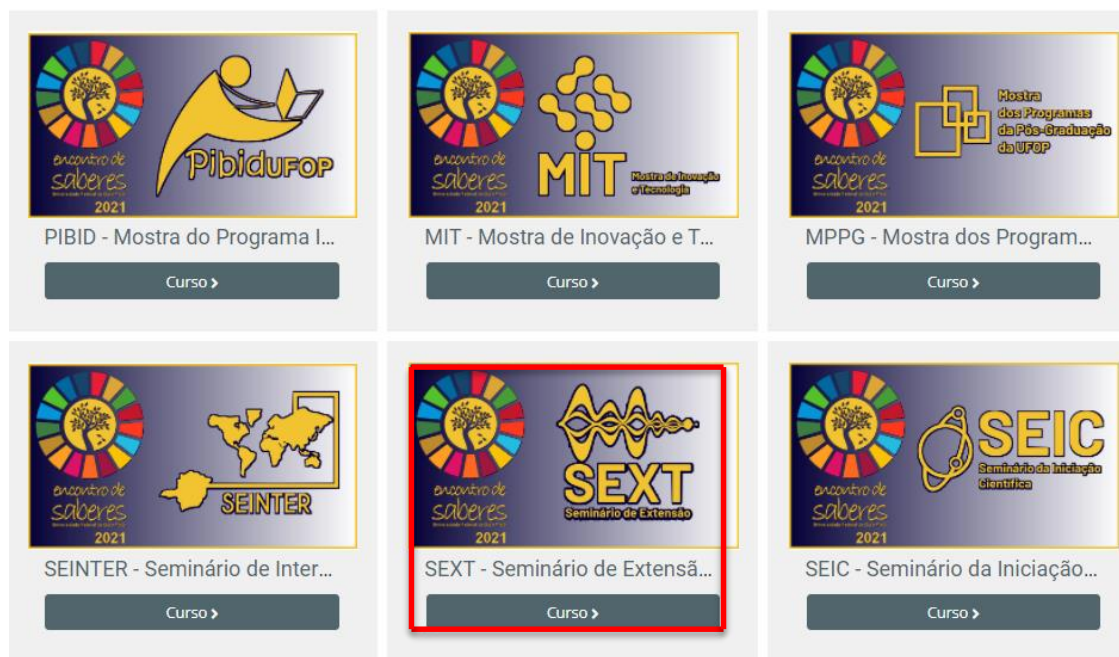 encontro de
saberes
2021
PibidUFOP
PIBID - Mostra do Programa I...
Curso
encontro de
saberes
2021
MIT
Mostra de Inovação
e Tecnologia
MIT - Mostra de Inovação e T...
Curso
encontro de
saberes
2021
Mostra
dos Programas
da Pós-Graduação
da UFOP
MPPG - Mostra dos Program...
Curso
encontro de
saberes
2021
SEINTER
SEINTER - Seminário de Inter...
Curso
encontro de
saberes
2021
SEXT
Seminário de Extensão
SEXT - Seminário de Extensã...
Curso
encontro de
saberes
2021
SEIC
Seminário da Iniciação
Científica
SEIC - Seminário da Iniciação...
Curso